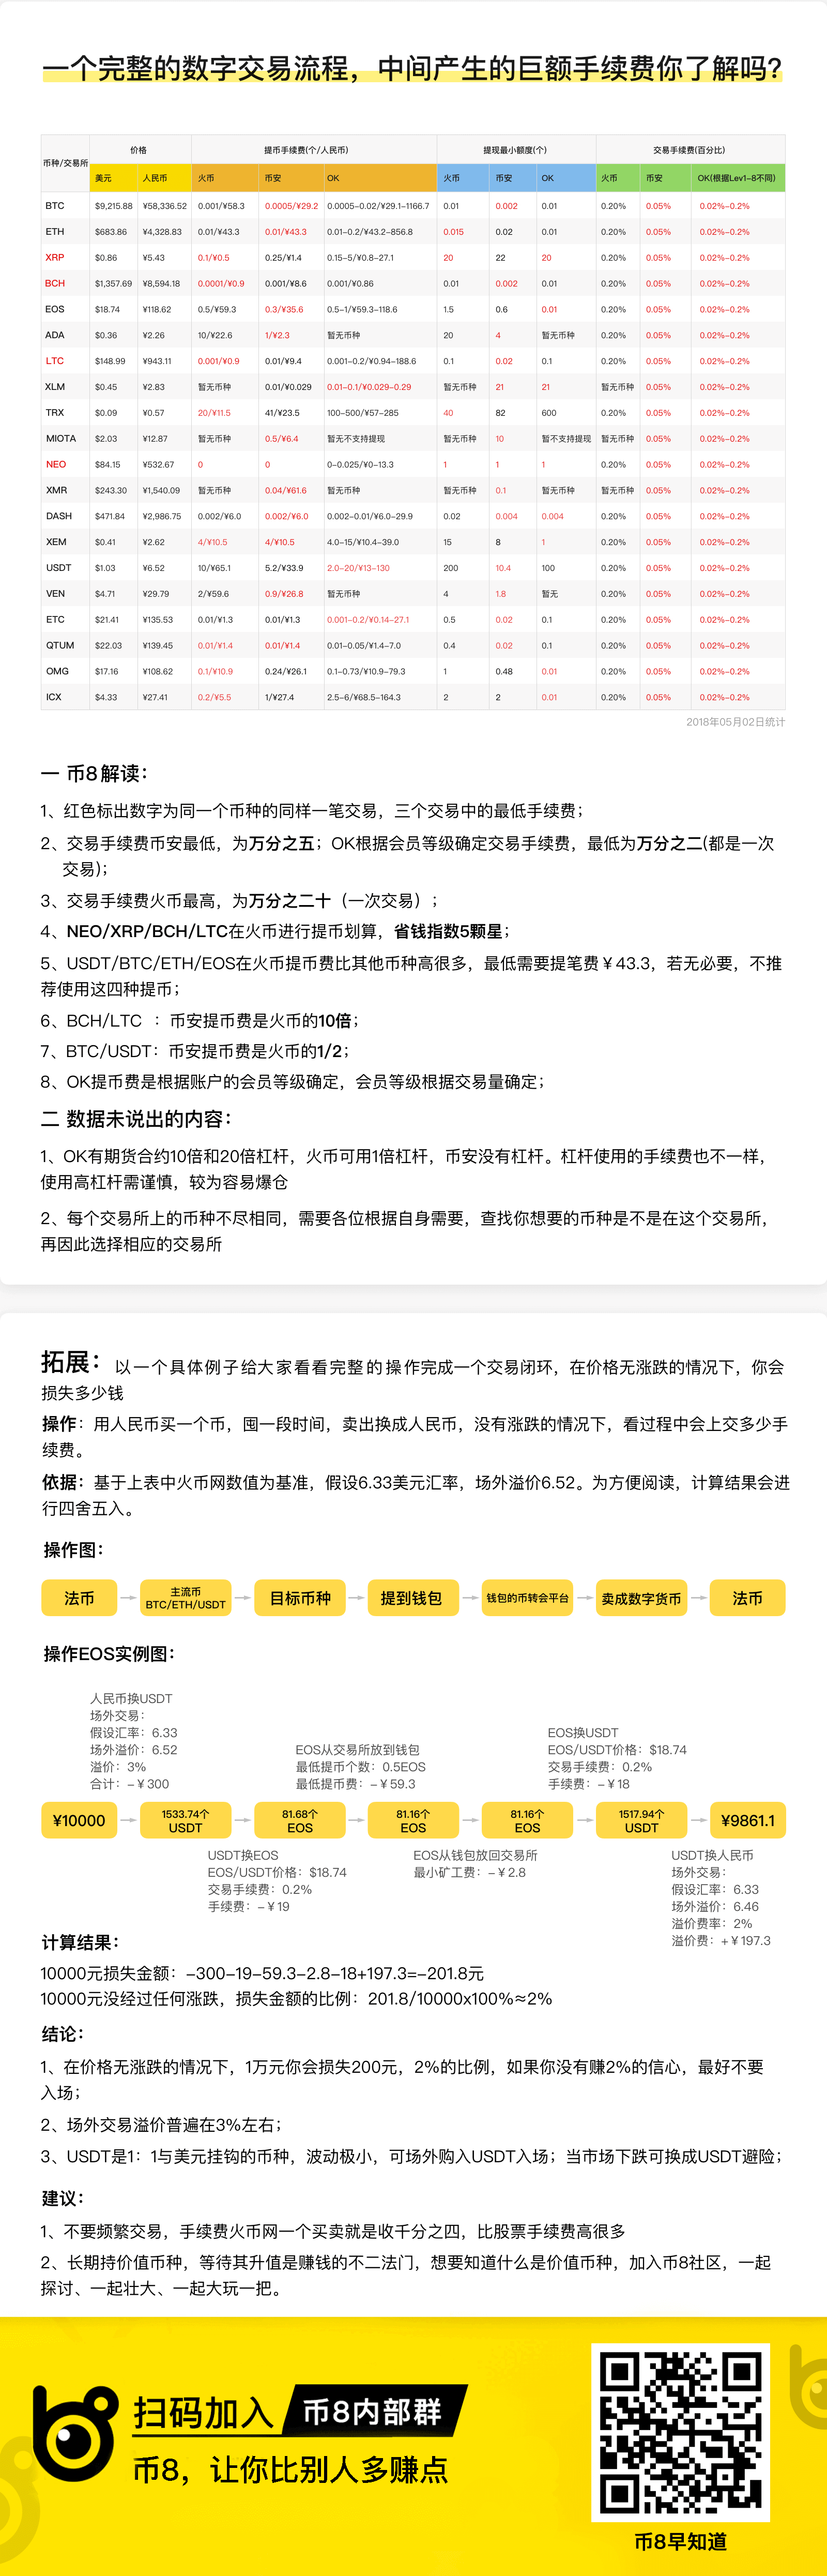 一个完整的数字交易流程，中间产生的巨额手续费你了解吗?
币种/交易所 价格 提币手续费(个/人民币) 提现最小额度(个) 交易手续费(百分比)
美元 人民币 火币 币安 OK 火币 币安 OK 火币 币安 OK(根据Lev1-8不同)
BTC $9,215.88 ¥58,336.52 0.001/¥58.3 0.0005/¥29.2 0.0005-0.02/¥29.1-1166.7 0.01 0.002 0.01 0.20% 0.05% 0.02%-0.2%
ETH $683.86 ¥4,328.83 0.01/¥43.3 0.01/¥43.3 0.01-0.2/¥43.2-856.8 0.015 0.02 0.01 0.20% 0.05% 0.02%-0.2%
XRP $0.86 ¥5.43 0.1/¥0.5 0.25/¥1.4 0.15-5/¥0.8-27.1 20 22 20 0.20% 0.05% 0.02%-0.2%
BCH $1,357.69 ¥8,594.18 0.0001/¥0.9 0.001/¥8.6 0.001/¥0.86 0.01 0.002 0.01 0.20% 0.05% 0.02%-0.2%
EOS $18.74 ¥118.62 0.5/¥59.3 0.3/¥35.6 0.5-1/¥59.3-118.6 1.5 0.6 0.01 0.20% 0.05% 0.02%-0.2%
ADA $0.36 ¥2.26 10/¥22.6 1/¥2.3 暂无币种 20 4 暂无币种 0.20% 0.05% 0.02%-0.2%
LTC $148.99 ¥943.11 0.001/¥0.9 0.01/¥9.4 0.001-0.2/¥0.94-188.6 0.1 0.02 0.1 0.20% 0.05% 0.02%-0.2%
XLM $0.45 ¥2.83 暂无币种 0.01/¥0.029 0.01-0.1/¥0.029-0.29 暂无币种 21 21 暂无币种 0.05% 0.02%-0.2%
TRX $0.09 ¥0.57 20/¥11.5 41/¥23.5 100-500/¥57-285 40 82 600 0.20% 0.05% 0.02%-0.2%
MIOTA $2.03 ¥12.87 暂无币种 0.5/¥6.4 暂无不支持提现 暂无币种 10 暂不支持提现 暂无币种 0.05% 0.02%-0.2%
NEO $84.15 ¥532.67 0 0 0-0.025/¥0-13.3 1 1 1 0.20% 0.05% 0.02%-0.2%
XMR $243.30 ¥1,540.09 暂无币种 0.04/¥61.6 暂无币种 暂无币种 0.1 暂无币种 暂无币种 0.05% 0.02%-0.2%
DASH $471.84 ¥2,986.75 0.002/¥6.0 0.002/¥6.0 0.002-0.01/¥6.0-29.9 0.02 0.004 0.004 0.20% 0.05% 0.02%-0.2%
XEM $0.41 ¥2.62 4/¥10.5 4/¥10.5 4.0-15/¥10.4-39.0 15 8 1 0.20% 0.05% 0.02%-0.2%
USDT $1.03 ¥6.52 10/¥65.1 5.2/¥33.9 2.0-20/¥13-130 200 10.4 100 0.20% 0.05% 0.02%-0.2%
VEN $4.71 ¥29.79 2/¥59.6 0.9/¥26.8 暂无币种 4 1.8 暂无 0.20% 0.05% 0.02%-0.2%
ETC $21.41 ¥135.53 0.01/¥1.3 0.01/¥1.3 0.001-0.2/¥0.14-27.1 0.5 0.02 0.1 0.20% 0.05% 0.02%-0.2%
QTUM $22.03 ¥139.45 0.01/¥1.4 0.01/¥1.4 0.01-0.05/¥1.4-7.0 0.4 0.02 0.1 0.20% 0.05% 0.02%-0.2%
OMG $17.16 ¥108.62 0.1/¥10.9 0.24/¥26.1 0.1-0.73/¥10.9-79.3 1 0.48 0.01 0.20% 0.05% 0.02%-0.2%
ICX $4.33 ¥27.41 0.2/¥5.5 1/¥27.4 2.5-6/¥68.5-164.3 2 2 0.01 0.20% 0.05% 0.02%-0.2%
2018年05月02日统计
一 币8解读：
1、红色标出数字为同一个币种的同样一笔交易，三个交易中的最低手续费；
2、交易手续费币安最低，为万分之五；OK根据会员等级确定交易手续费，最低为万分之二(都是一次
交易)；
3、交易手续费火币最高，为万分之二十（一次交易）；
4、NEO/XRP/BCH/LTC在火币进行提币划算，省钱指数5颗星；
5、USDT/BTC/ETH/EOS在火币提币费比其他币种高很多，最低需要提笔费￥43.3，若无必要，不推
荐使用这四种提币；
6、BCH/LTC ：币安提币费是火币的10倍；
7、BTC/USDT：币安提币费是火币的1/2；
8、OK提币费是根据账户的会员等级确定，会员等级根据交易量确定；
二 数据未说出的内容：
1、OK有期货合约10倍和20倍杠杆，火币可用1倍杠杆，币安没有杠杆。杠杆使用的手续费也不一样，
使用高杠杆需谨慎，较为容易爆仓
2、每个交易所上的币种不尽相同，需要各位根据自身需要，查找你想要的币种是不是在这个交易所，
再因此选择相应的交易所
拓展：以一个具体例子给大家看看完整的操作完成一个交易闭环，在价格无涨跌的情况下，你会
损失多少钱
操作：用人民币买一个币，囤一段时间，卖出换成人民币，没有涨跌的情况下，看过程中会上交多少手
续费。
依据：基于上表中火币网数值为基准，假设6.33美元汇率，场外溢价6.52。为方便阅读，计算结果会进
行四舍五入。
操作图：
法币 主流币 目标币种 提到钱包 钱包的币转会平台 卖成数字货币 法币
BTC/ETH/USDT
操作EOS实例图：
人民币换USDT
场外交易：
假设汇率：6.33
场外溢价：6.52
溢价：3%
合计：-￥300
EOS从交易所放到钱包
最低提币个数：0.5EOS
最低提币费：-￥59.3
EOS换USDT
EOS/USDT价格：$18.74
交易手续费：0.2%
手续费：-￥18
¥10000 1533.74个 81.68个 81.16个 81.16个 1517.94个 ¥9861.1
USDT EOS EOS EOS USDT
USDT换EOS
EOS/USDT价格：$18.74
交易手续费：0.2%
手续费：-￥19
EOS从钱包放回交易所
最小矿工费：-￥2.8
USDT换人民币
场外交易：
假设汇率：6.33
场外溢价：6.46
溢价费率：2%
溢价费：+￥197.3
计算结果：
10000元损失金额：-300-19-59.3-2.8-18+197.3=-201.8元
10000元没经过任何涨跌，损失金额的比例：201.8/10000x100%≈2%
结论：
1、在价格无涨跌的情况下，1万元你会损失200元，2%的比例，如果你没有赚2%的信心，最好不要
入场；
2、场外交易溢价普遍在3%左右；
3、USDT是1：1与美元挂钩的币种，波动极小，可场外购入USDT入场；当市场下跌可换成USDT避险；
建议：
1、不要频繁交易，手续费火币网一个买卖就是收千分之四，比股票手续费高很多
2、长期持价值币种，等待其升值是赚钱的不二法门，想要知道什么是价值币种，加入币8社区，一起
探讨、一起壮大、一起大玩一把。
扫码加入 币8内部群
币8，让你比别人多赚点
币8早知道